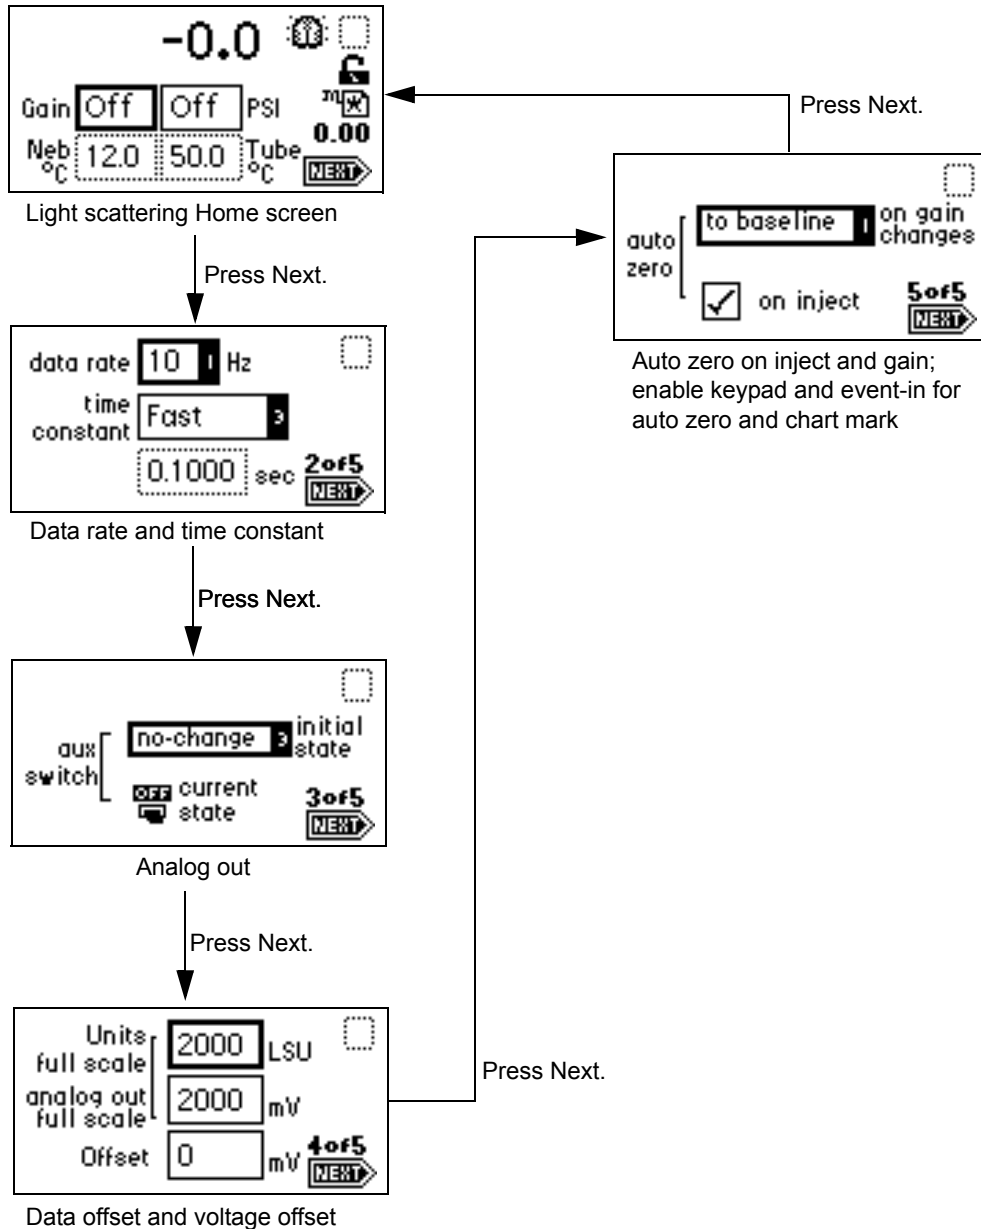 -0.0
Gain Off Off PSI
m
0.00
Neb °C 12.0 50.0 Tube °C
NEXT
Light scattering Home screen
Press Next.
data rate 10 1 Hz
time constant Fast 3
0.1000 sec 2of5
NEXT
Data rate and time constant
Press Next.
aux switch
no-change 3 initial state
OFF current state
3of5
NEXT
Analog out
Press Next.
Units full scale 2000 LSU
analog out full scale 2000 mV
Offset 0 mV 4of5
NEXT
Data offset and voltage offset
Press Next.
auto zero
to baseline 1 on gain changes
on inject 5of5
NEXT
Auto zero on inject and gain;
enable keypad and event-in for
auto zero and chart mark
Press Next.